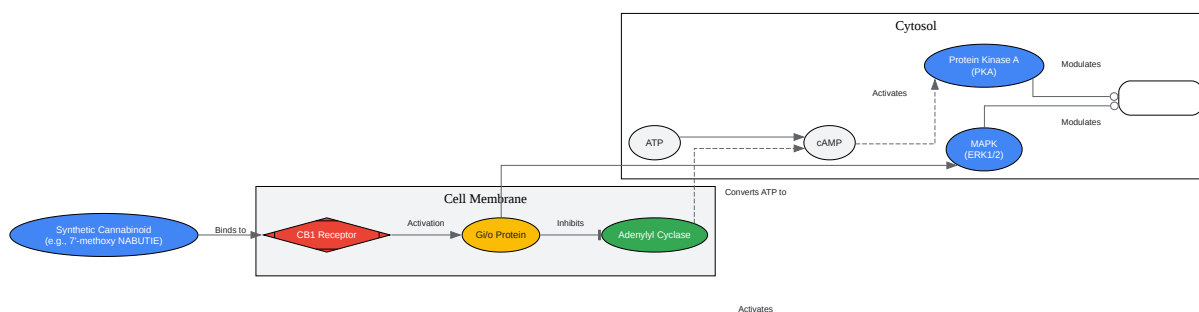 Cytosol
Protein Kinase A
(PKA)
Modulates
Activates
Modulates
ATP
cAMP
MAPK
(ERK1/2)
Converts ATP to
Cell Membrane
Synthetic Cannabinoid
(e.g., 7'-methoxy NABUTIE)
Binds to
CB1 Receptor
Activation
Gi/o Protein
Inhibits
Adenylyl Cyclase
Activates